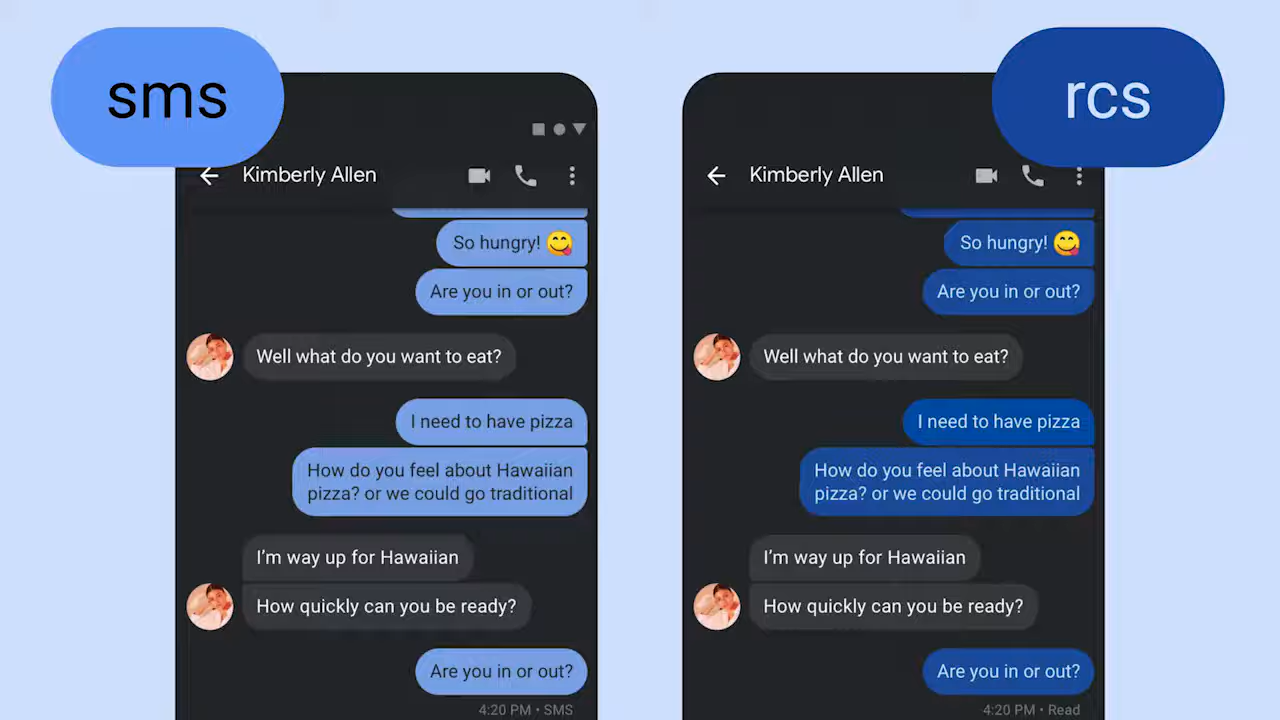 sms
Kimberly Allen
So hungry! 😋
Are you in or out?
Well what do you want to eat?
I need to have pizza
How do you feel about Hawaiian
pizza? or we could go traditional
I’m way up for Hawaiian
How quickly can you be ready?
Are you in or out?
4:20 PM • SMS
rcs
Kimberly Allen
So hungry! 😋
Are you in or out?
Well what do you want to eat?
I need to have pizza
How do you feel about Hawaiian
pizza? or we could go traditional
I’m way up for Hawaiian
How quickly can you be ready?
Are you in or out?
4:20 PM • Read